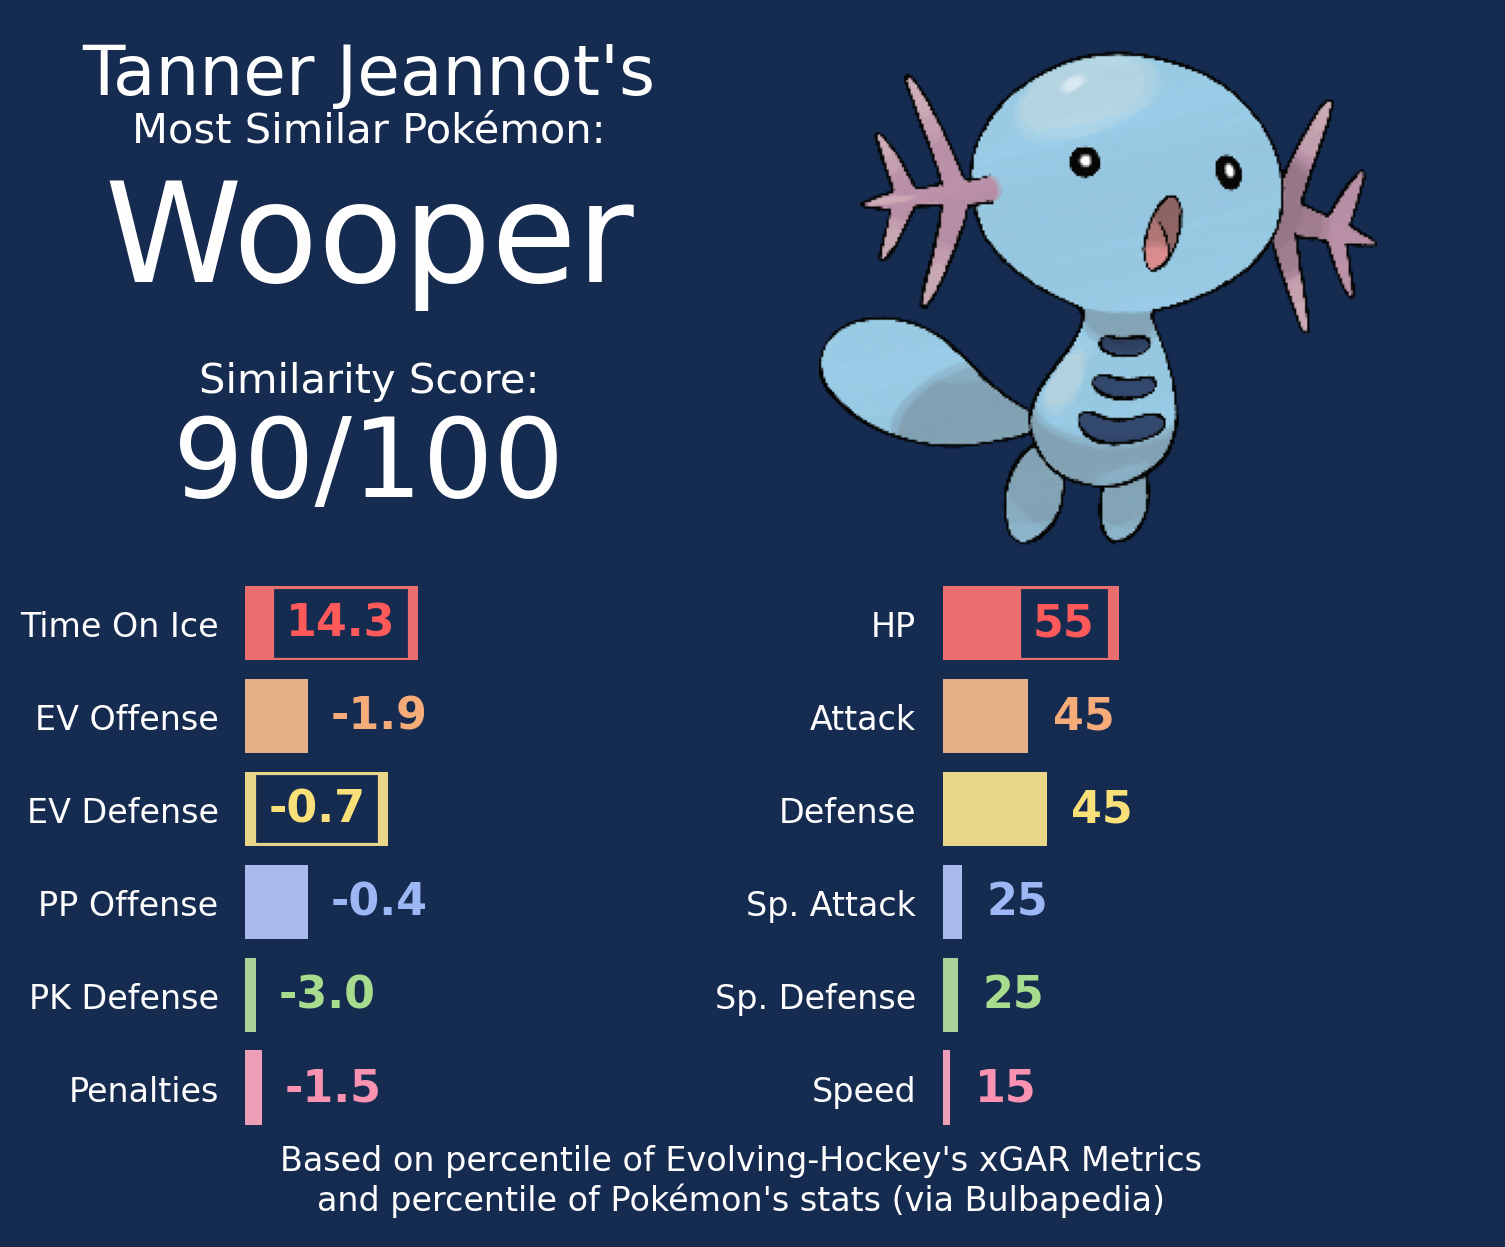 Tanner Jeannot's
Most Similar Pokémon:
Wooper
Similarity Score:
90/100
Time On Ice 14.3
EV Offense -1.9
EV Defense -0.7
PP Offense -0.4
PK Defense -3.0
Penalties -1.5
HP 55
Attack 45
Defense 45
Sp. Attack 25
Sp. Defense 25
Speed 15
Based on percentile of Evolving-Hockey's xGAR Metrics
and percentile of Pokémon's stats (via Bulbapedia)